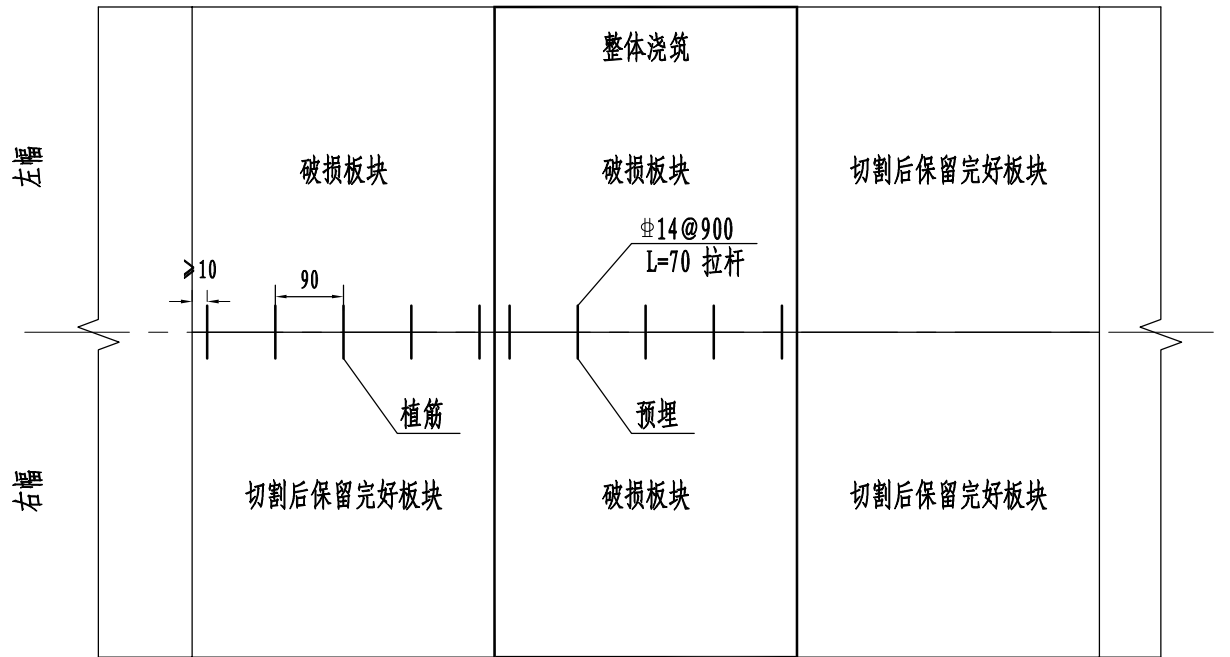 整体浇筑
左幅
破损板块
破损板块
切割后保留完好板块
⌽14@900
L=70 拉杆
>10
90
植筋
预埋
右幅
切割后保留完好板块
破损板块
切割后保留完好板块